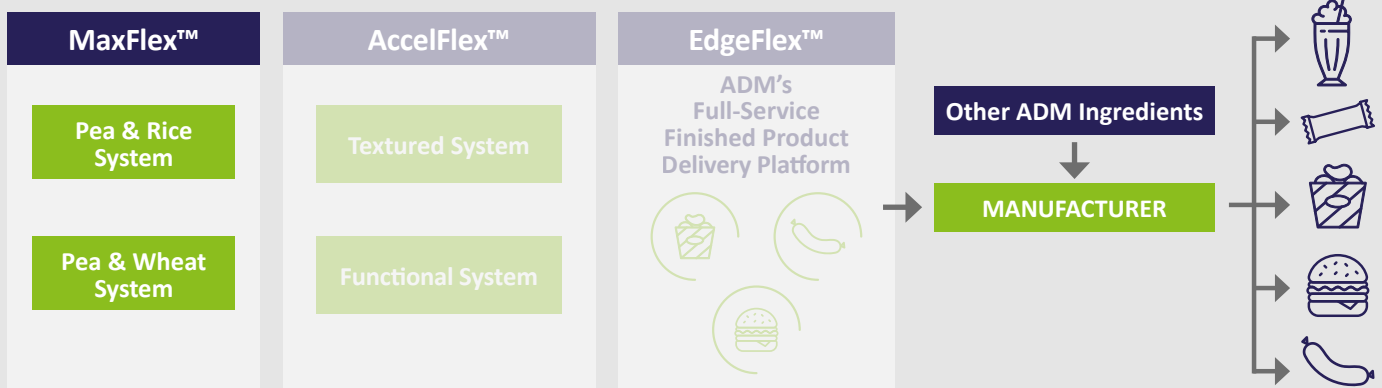 MaxFlex™
Pea & Rice
System
Pea & Wheat
System
AccelFlex™
Textured System
Functional System
EdgeFlex™
ADM's
Full-Service
Finished Product
Delivery Platform
Other ADM Ingredients
MANUFACTURER